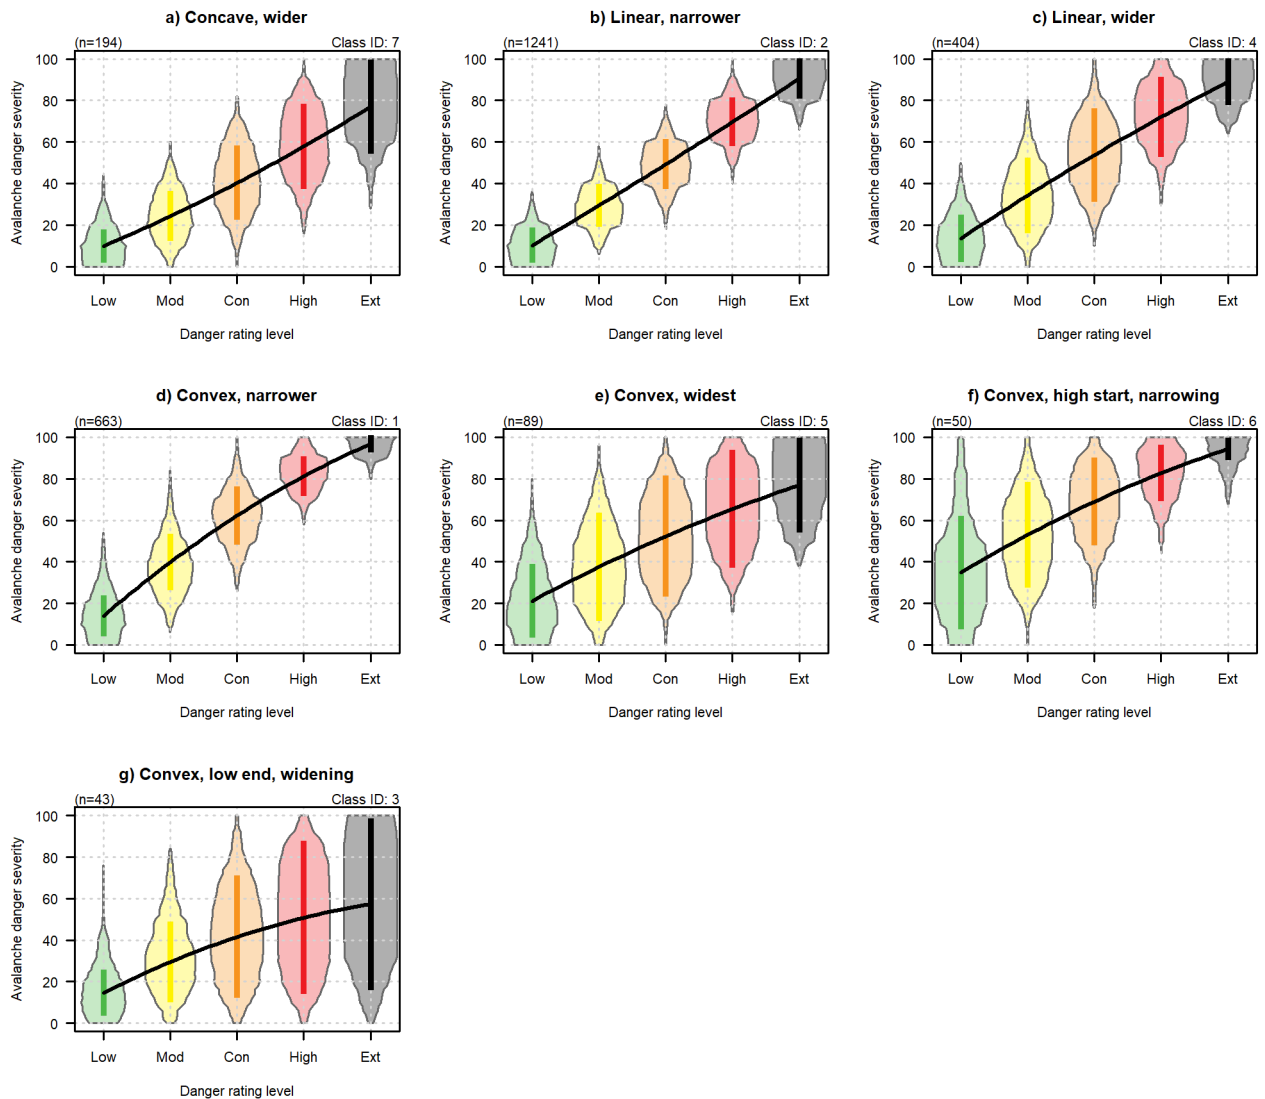 a) Concave, wider
(n=194) Class ID: 7
100
80
60
40
20
0
Avalanche danger severity
Low Mod Con High Ext
Danger rating level
b) Linear, narrower
(n=1241) Class ID: 2
100
80
60
40
20
0
Avalanche danger severity
Low Mod Con High Ext
Danger rating level
c) Linear, wider
(n=404) Class ID: 4
100
80
60
40
20
0
Avalanche danger severity
Low Mod Con High Ext
Danger rating level
d) Convex, narrower
(n=663) Class ID: 1
100
80
60
40
20
0
Avalanche danger severity
Low Mod Con High Ext
Danger rating level
e) Convex, widest
(n=89) Class ID: 5
100
80
60
40
20
0
Avalanche danger severity
Low Mod Con High Ext
Danger rating level
f) Convex, high start, narrowing
(n=50) Class ID: 6
100
80
60
40
20
0
Avalanche danger severity
Low Mod Con High Ext
Danger rating level
g) Convex, low end, widening
(n=43) Class ID: 3
100
80
60
40
20
0
Avalanche danger severity
Low Mod Con High Ext
Danger rating level